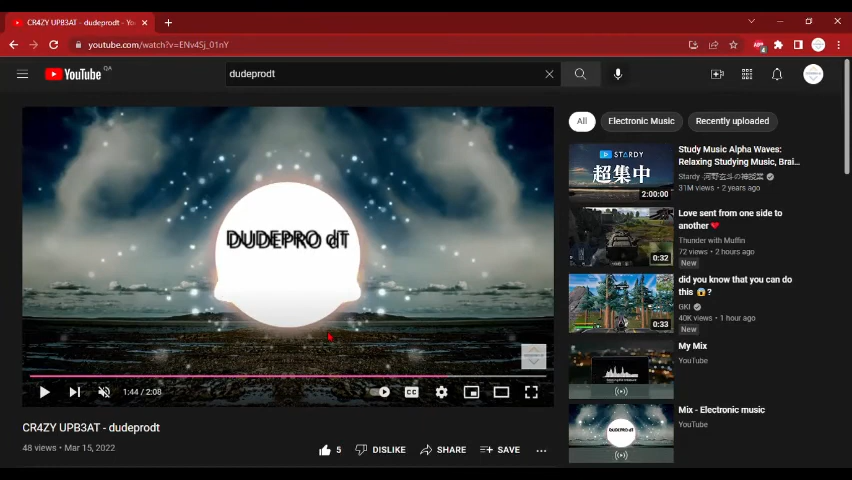 CR4ZY UPB3AT - dudeprodt - Yo
youtube.com/watch?v=ENv4Sj_01nY
4
YouTube QA
dudeprodt
All
Electronic Music
Recently uploaded
DUDEPRO dT
1:44 / 2:08
CC
CR4ZY UPB3AT - dudeprodt
48 views • Mar 15, 2022
5
DISLIKE
SHARE
SAVE
STARDY
超集中
2:00:00
Study Music Alpha Waves:
Relaxing Studying Music, Brai...
31M views • 2 years ago
0:32
Love sent from one side to
another
Thunder with Muffin
72 views • 2 hours ago
New
0:33
did you know that you can do
this 😱 ?
GKI
40K views • 1 hour ago
New
My Mix
YouTube
DUDEPRO dT
Mix - Electronic music
YouTube